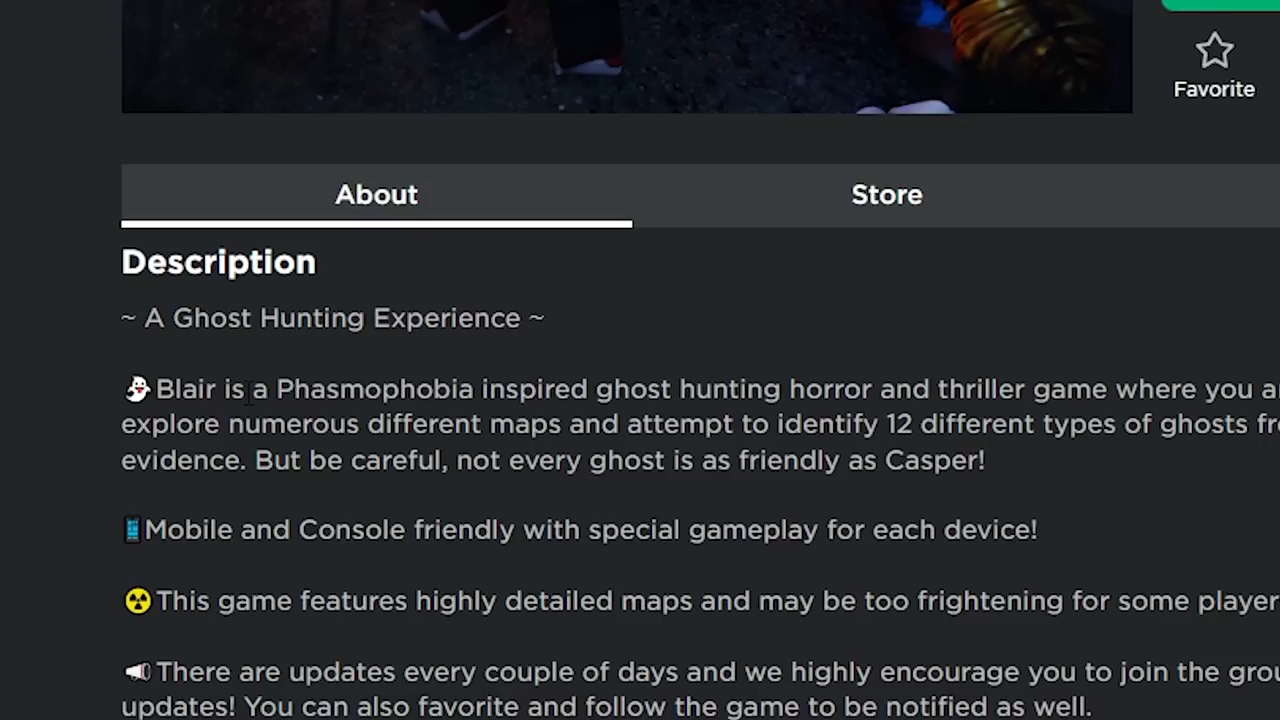 Favorite
About
Store
Description
~ A Ghost Hunting Experience ~
👻Blair is a Phasmophobia inspired ghost hunting horror and thriller game where you
explore numerous different maps and attempt to identify 12 different types of ghosts
evidence. But be careful, not every ghost is as friendly as Casper!
📱Mobile and Console friendly with special gameplay for each device!
☢️This game features highly detailed maps and may be too frightening for some player
📢There are updates every couple of days and we highly encourage you to join the
updates! You can also favorite and follow the game to be notified as well.